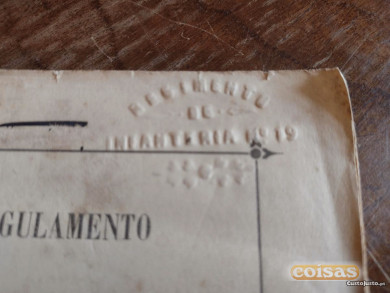 REGIMENTO
DE
INFANTERIA Nº 19
GULAMENTO
coisas
CustoJusto.pt